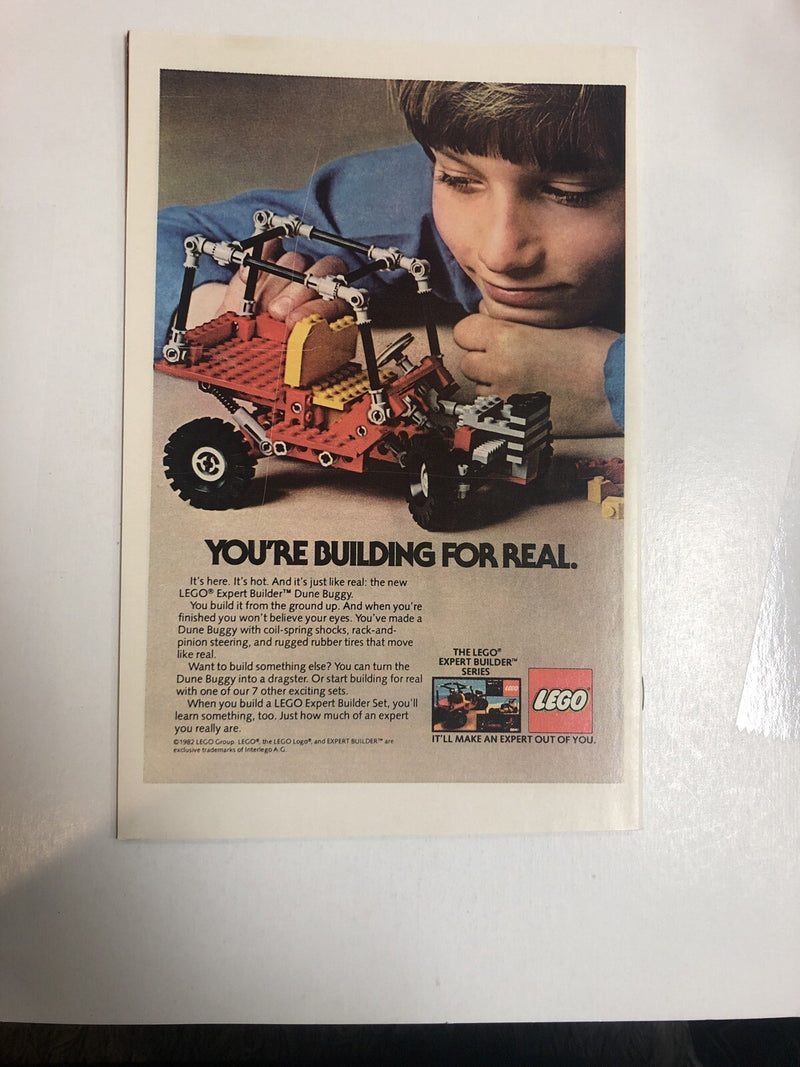 YOU'RE BUILDING FOR REAL.
It's here. It's hot. And it's just like real: the new
LEGO® Expert Builder™ Dune Buggy.
You build it from the ground up. And when you're
finished you won't believe your eyes. You've made a
Dune Buggy with coil-spring shocks, rack-and-
pinion steering, and rugged rubber tires that move
like real.
Want to build something else? You can turn the
Dune Buggy into a dragster. Or start building for real
with one of our 7 other exciting sets.
When you build a LEGO Expert Builder Set, you'll
learn something, too. Just how much of an expert
you really are.
©1982 LEGO Group. LEGO®, the LEGO Logo®, and EXPERT BUILDER™ are
exclusive trademarks of Interlego A.G.
THE LEGO®
EXPERT BUILDER™
SERIES
LEGO
LEGO®
IT'LL MAKE AN EXPERT OUT OF YOU.